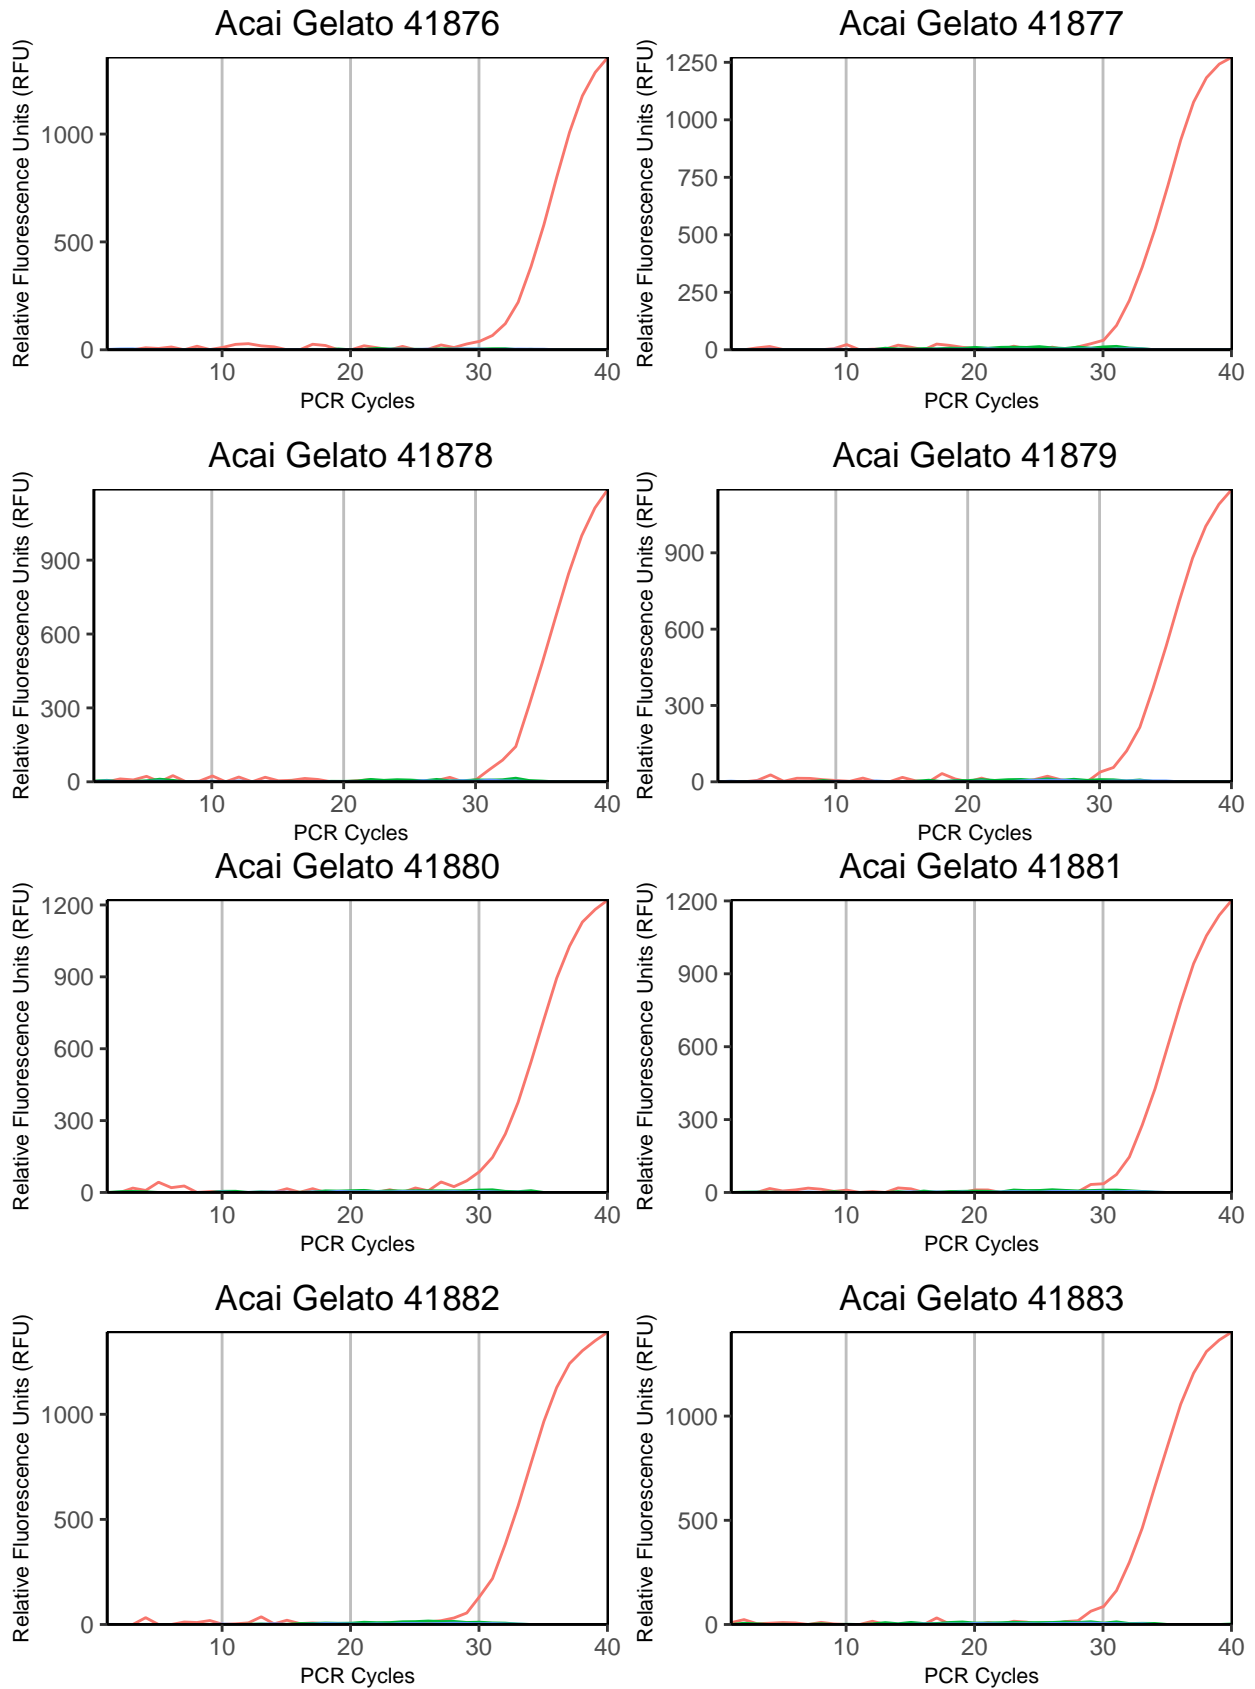 Acai Gelato 41876
Relative Fluorescence Units (RFU)
1000
500
0
10 20 30 40
PCR Cycles
Acai Gelato 41877
Relative Fluorescence Units (RFU)
1250
1000
750
500
250
0
10 20 30 40
PCR Cycles
Acai Gelato 41878
Relative Fluorescence Units (RFU)
900
600
300
0
10 20 30 40
PCR Cycles
Acai Gelato 41879
Relative Fluorescence Units (RFU)
900
600
300
0
10 20 30 40
PCR Cycles
Acai Gelato 41880
Relative Fluorescence Units (RFU)
1200
900
600
300
0
10 20 30 40
PCR Cycles
Acai Gelato 41881
Relative Fluorescence Units (RFU)
1200
900
600
300
0
10 20 30 40
PCR Cycles
Acai Gelato 41882
Relative Fluorescence Units (RFU)
1000
500
0
10 20 30 40
PCR Cycles
Acai Gelato 41883
Relative Fluorescence Units (RFU)
1000
500
0
10 20 30 40
PCR Cycles